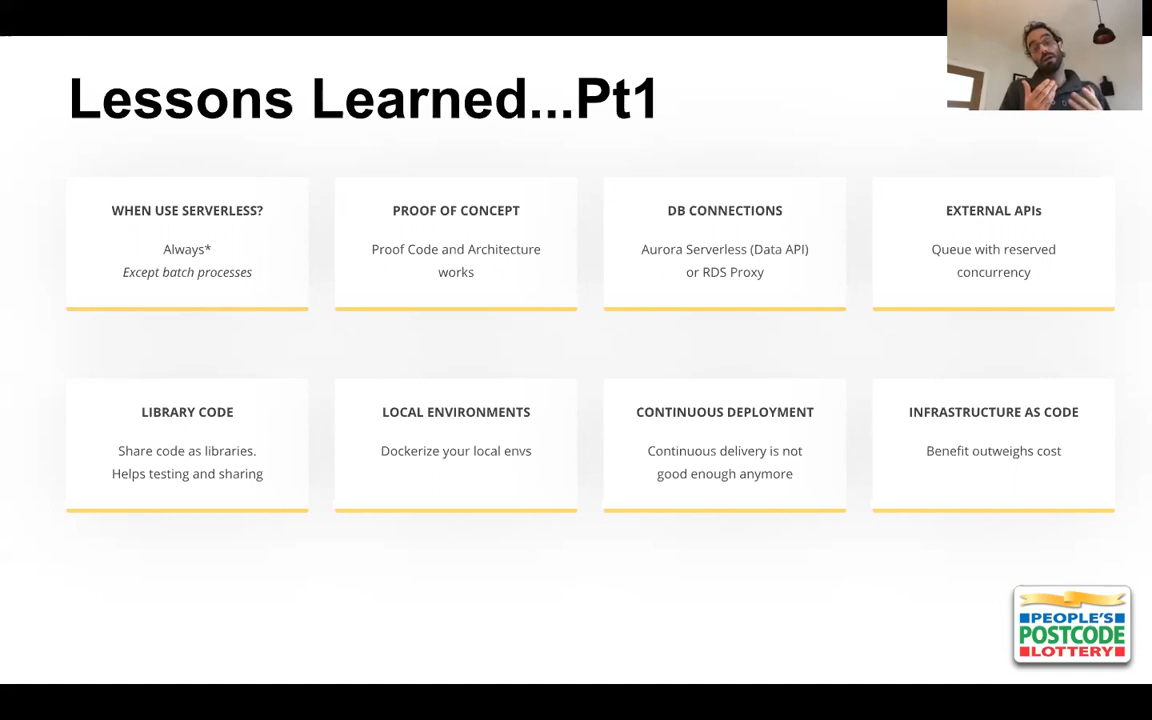 Lessons Learned...Pt1
WHEN USE SERVERLESS?
Always*
Except batch processes
PROOF OF CONCEPT
Proof Code and Architecture
works
DB CONNECTIONS
Aurora Serverless (Data API)
or RDS Proxy
EXTERNAL APIs
Queue with reserved
concurrency
LIBRARY CODE
Share code as libraries.
Helps testing and sharing
LOCAL ENVIRONMENTS
Dockerize your local envs
CONTINUOUS DEPLOYMENT
Continuous delivery is not
good enough anymore
INFRASTRUCTURE AS CODE
Benefit outweighs cost
PEOPLE'S
POSTCODE
LOTTERY